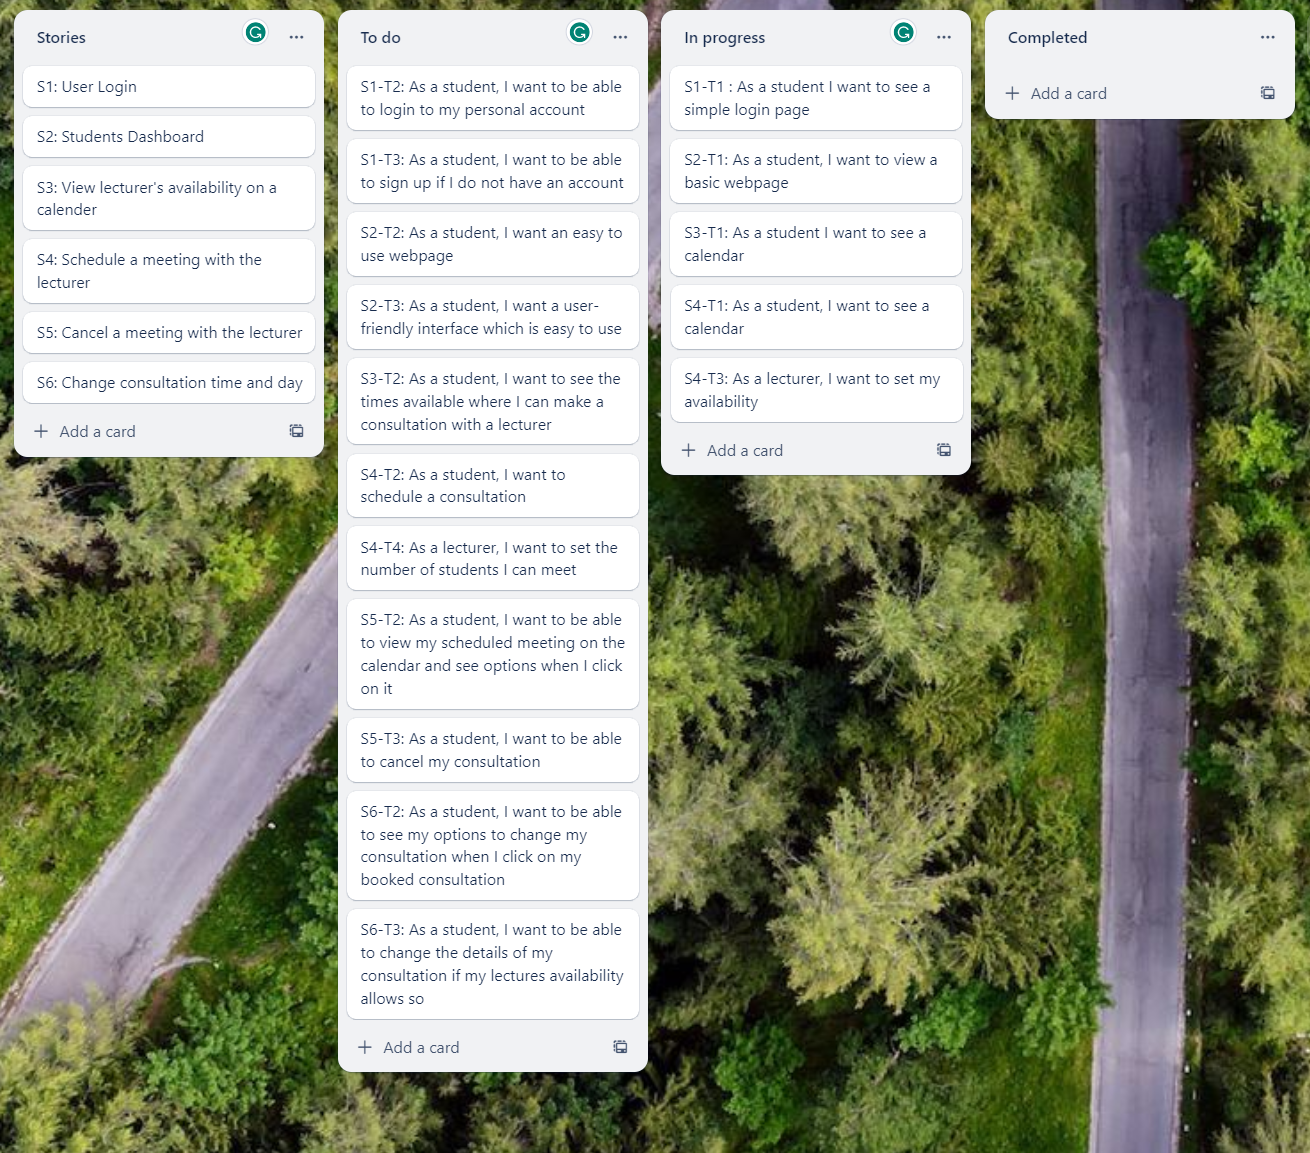 Stories
S1: User Login
S2: Students Dashboard
S3: View lecturer's availability on a
calender
S4: Schedule a meeting with the
lecturer
S5: Cancel a meeting with the lecturer
S6: Change consultation time and day
Add a card
To do
S1-T2: As a student, I want to be able
to login to my personal account
S1-T3: As a student, I want to be able
to sign up if I do not have an account
S2-T2: As a student, I want an easy to
use webpage
S2-T3: As a student, I want a user-
friendly interface which is easy to use
S3-T2: As a student, I want to see the
times available where I can make a
consultation with a lecturer
S4-T2: As a student, I want to
schedule a consultation
S4-T4: As a lecturer, I want to set the
number of students I can meet
S5-T2: As a student, I want to be able
to view my scheduled meeting on the
calendar and see options when I click
on it
S5-T3: As a student, I want to be able
to cancel my consultation
S6-T2: As a student, I want to be able
to see my options to change my
consultation when I click on my
booked consultation
S6-T3: As a student, I want to be able
to change the details of my
consultation if my lectures availability
allows so
Add a card
In progress
S1-T1 : As a student I want to see a
simple login page
S2-T1: As a student, I want to view a
basic webpage
S3-T1: As a student I want to see a
calendar
S4-T1: As a student, I want to see a
calendar
S4-T3: As a lecturer, I want to set my
availability
Add a card
Completed
Add a card